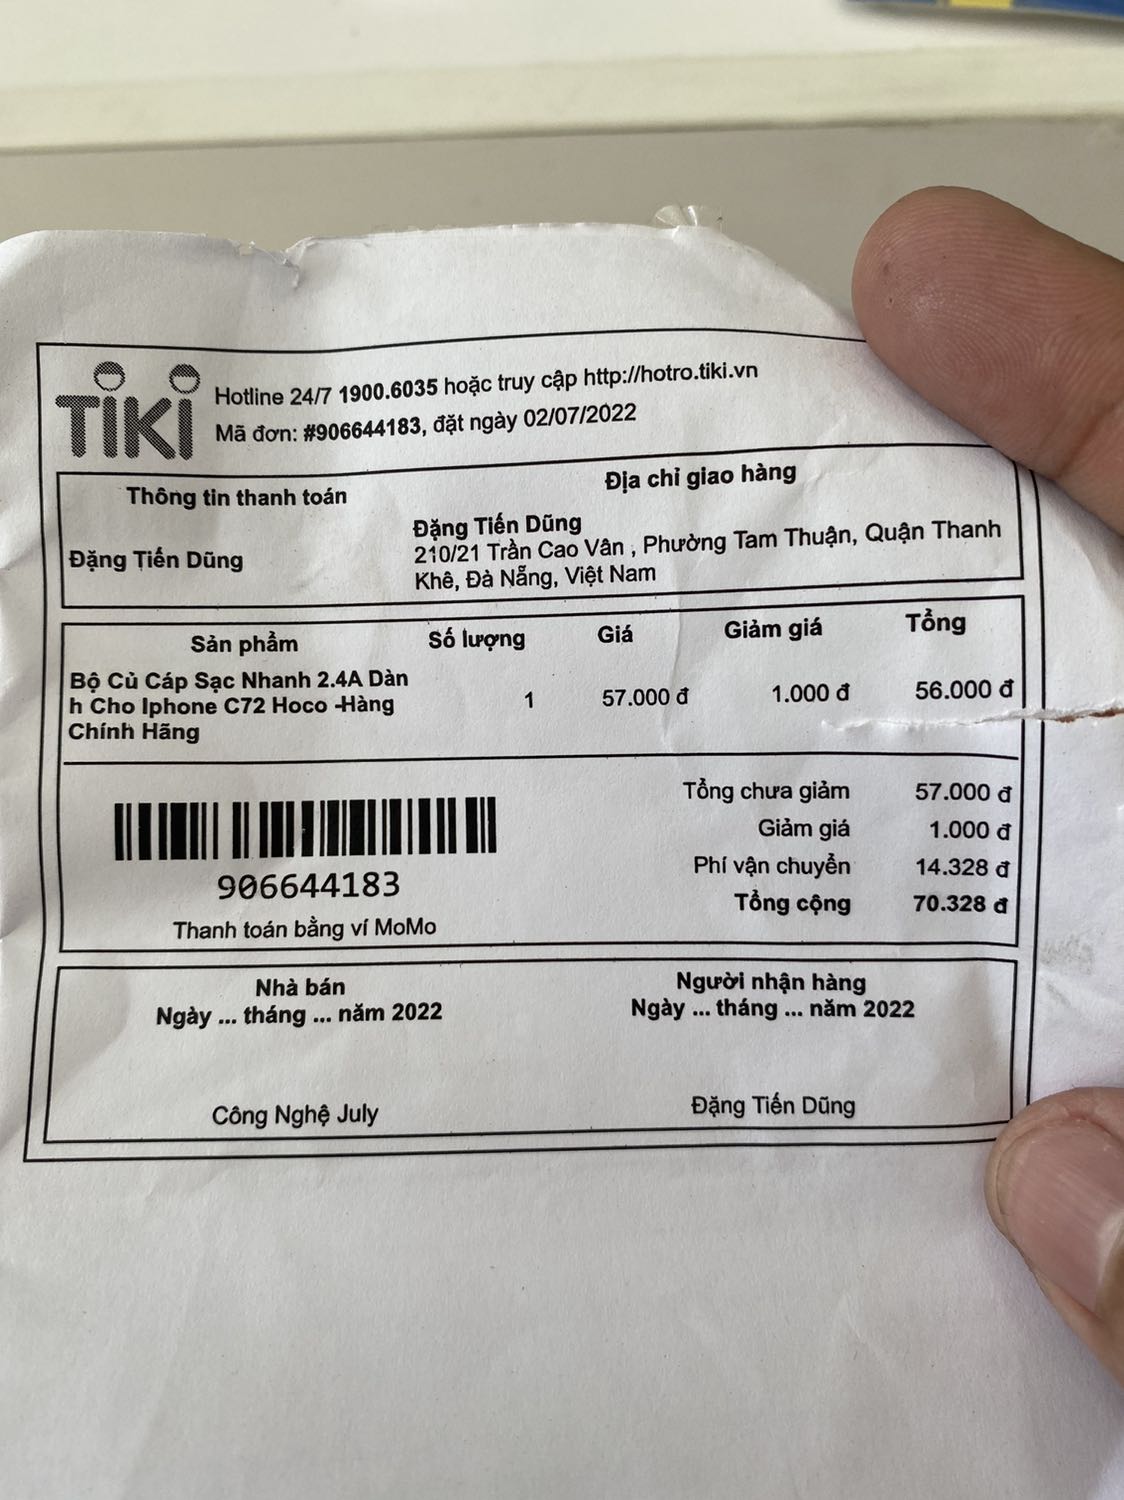 TIKI
Hotline 24/7 1900.6035 hoặc truy cập http://hotro.tiki.vn
Mã đơn: #906644183, đặt ngày 02/07/2022
Thông tin thanh toán
Địa chỉ giao hàng
Đặng Tiến Dũng
Đặng Tiến Dũng
210/21 Trần Cao Vân , Phường Tam Thuận, Quận Thanh
Khê, Đà Nẵng, Việt Nam
Sản phẩm Số lượng Giá Giảm giá Tổng
Bộ Củ Cáp Sạc Nhanh 2.4A Dàn
h Cho Iphone C72 Hoco -Hàng 1 57.000 đ 1.000 đ 56.000 đ
Chính Hãng
Tổng chưa giảm 57.000 đ
Giảm giá 1.000 đ
Phí vận chuyển 14.328 đ
Tổng cộng 70.328 đ
906644183
Thanh toán bằng ví MoMo
Nhà bán
Ngày ... tháng ... năm 2022
Công Nghệ July
Người nhận hàng
Ngày ... tháng ... năm 2022
Đặng Tiến Dũng